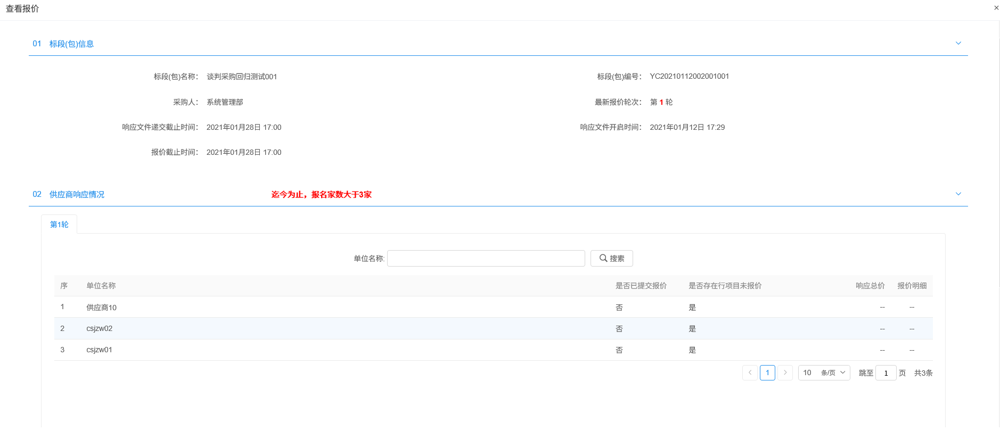 查看报价
01 标段(包)信息
标段(包)名称： 谈判采购回归测试001 标段(包)编号： YC20210112002001001
采购人： 系统管理部 最新报价轮次： 第 1 轮
响应文件递交截止时间： 2021年01月28日 17:00 响应文件开启时间： 2021年01月12日 17:29
报价截止时间： 2021年01月28日 17:00
02 供应商响应情况 迄今为止，报名家数大于3家
第1轮
单位名称: 搜索
序 单位名称 是否已提交报价 是否存在行项目未报价 响应总价 报价明细
1 供应商10 否 是 -- --
2 csjzw02 否 是 -- --
3 csjzw01 否 是 -- --
1 10 条/页 跳至 1 页 共3条